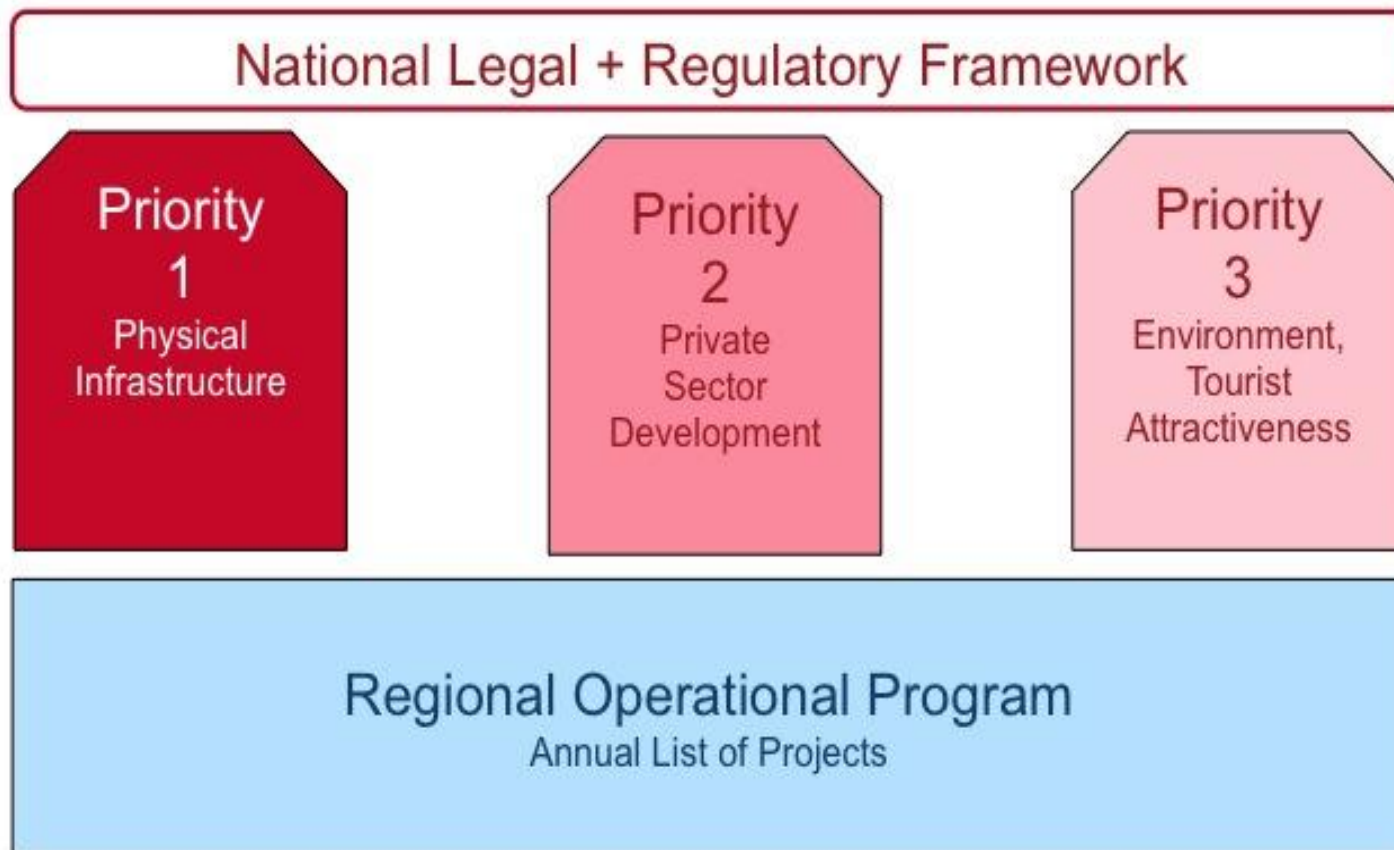 National Legal + Regulatory Framework
Priority
1
Physical
Infrastructure
Priority
2
Private
Sector
Development
Priority
3
Environment,
Tourist
Attractiveness
Regional Operational Program
Annual List of Projects